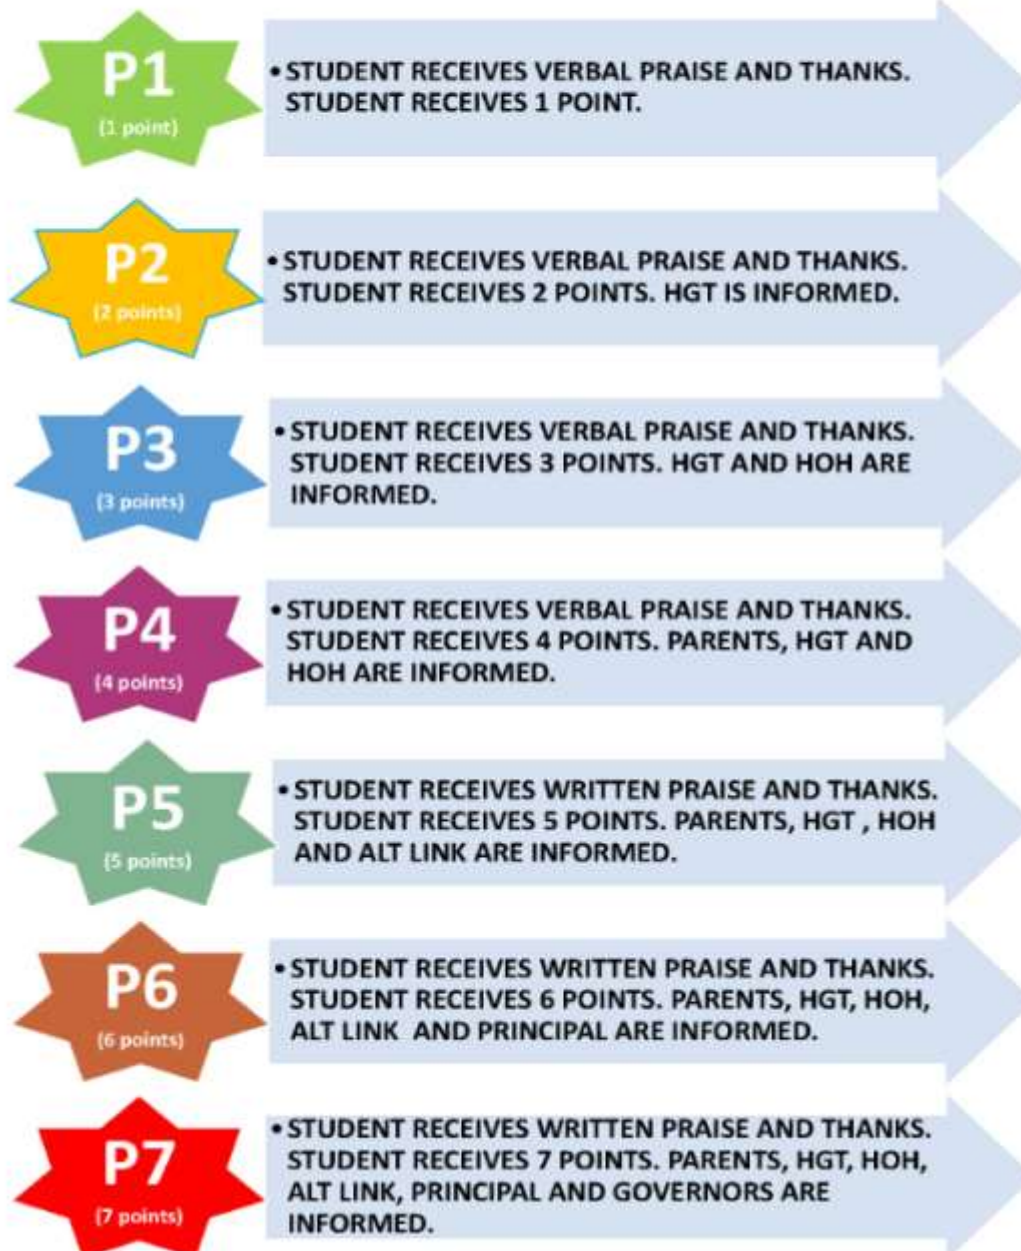 P1
(1 point)
• STUDENT RECEIVES VERBAL PRAISE AND THANKS.
STUDENT RECEIVES 1 POINT.
P2
(2 points)
• STUDENT RECEIVES VERBAL PRAISE AND THANKS.
STUDENT RECEIVES 2 POINTS. HGT IS INFORMED.
P3
(3 points)
• STUDENT RECEIVES VERBAL PRAISE AND THANKS.
STUDENT RECEIVES 3 POINTS. HGT AND HOH ARE
INFORMED.
P4
(4 points)
• STUDENT RECEIVES VERBAL PRAISE AND THANKS.
STUDENT RECEIVES 4 POINTS. PARENTS, HGT AND
HOH ARE INFORMED.
P5
(5 points)
• STUDENT RECEIVES WRITTEN PRAISE AND THANKS.
STUDENT RECEIVES 5 POINTS. PARENTS, HGT , HOH
AND ALT LINK ARE INFORMED.
P6
(6 points)
• STUDENT RECEIVES WRITTEN PRAISE AND THANKS.
STUDENT RECEIVES 6 POINTS. PARENTS, HGT, HOH,
ALT LINK AND PRINCIPAL ARE INFORMED.
P7
(7 points)
• STUDENT RECEIVES WRITTEN PRAISE AND THANKS.
STUDENT RECEIVES 7 POINTS. PARENTS, HGT, HOH,
ALT LINK, PRINCIPAL AND GOVERNORS ARE
INFORMED.